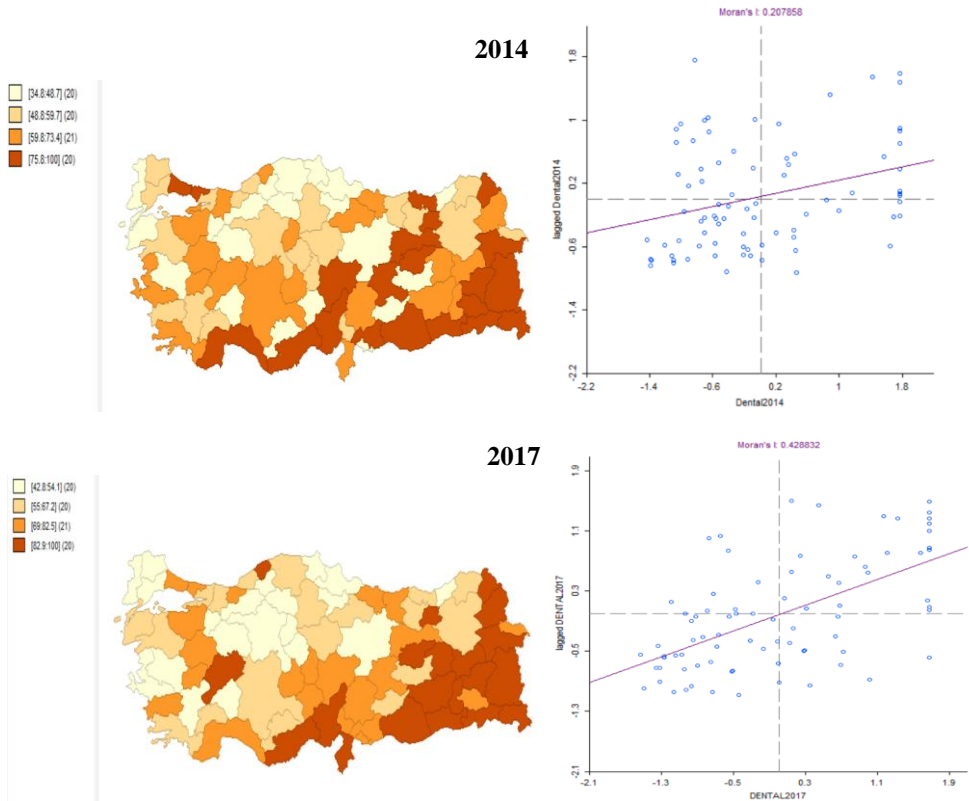 Moran's I: 0.207858
2014
[34.8:48.7] (20)
[48.8:59.7] (20)
[59.8:73.4] (21)
[75.8:100] (20)
lagged Dental2014
1.8
1
0.2
-0.6
-1.4
-2.2
-2.2 -1.4 -0.6 0.2 1 1.8
Dental2014
2017
Moran's I: 0.428832
[42.8:54.1] (20)
[55:67.2] (20)
[69:82.5] (21)
[82.9:100] (20)
lagged DENTAL2017
1.9
1.1
0.3
-0.5
-1.3
-2.1
-2.1 -1.3 -0.5 0.3 1.1 1.9
DENTAL2017